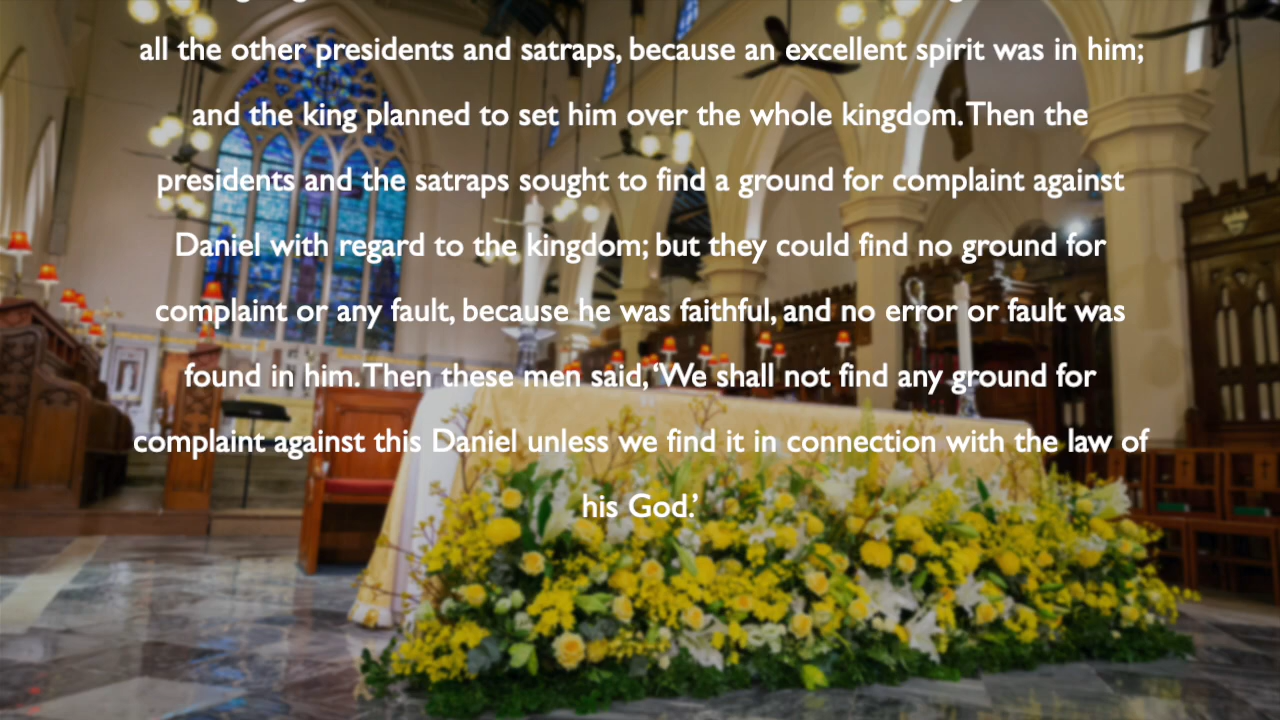 all the other presidents and satraps, because an excellent spirit was in him;
and the king planned to set him over the whole kingdom. Then the
presidents and the satraps sought to find a ground for complaint against
Daniel with regard to the kingdom; but they could find no ground for
complaint or any fault, because he was faithful, and no error or fault was
found in him. Then these men said, ‘We shall not find any ground for
complaint against this Daniel unless we find it in connection with the law of
his God.’